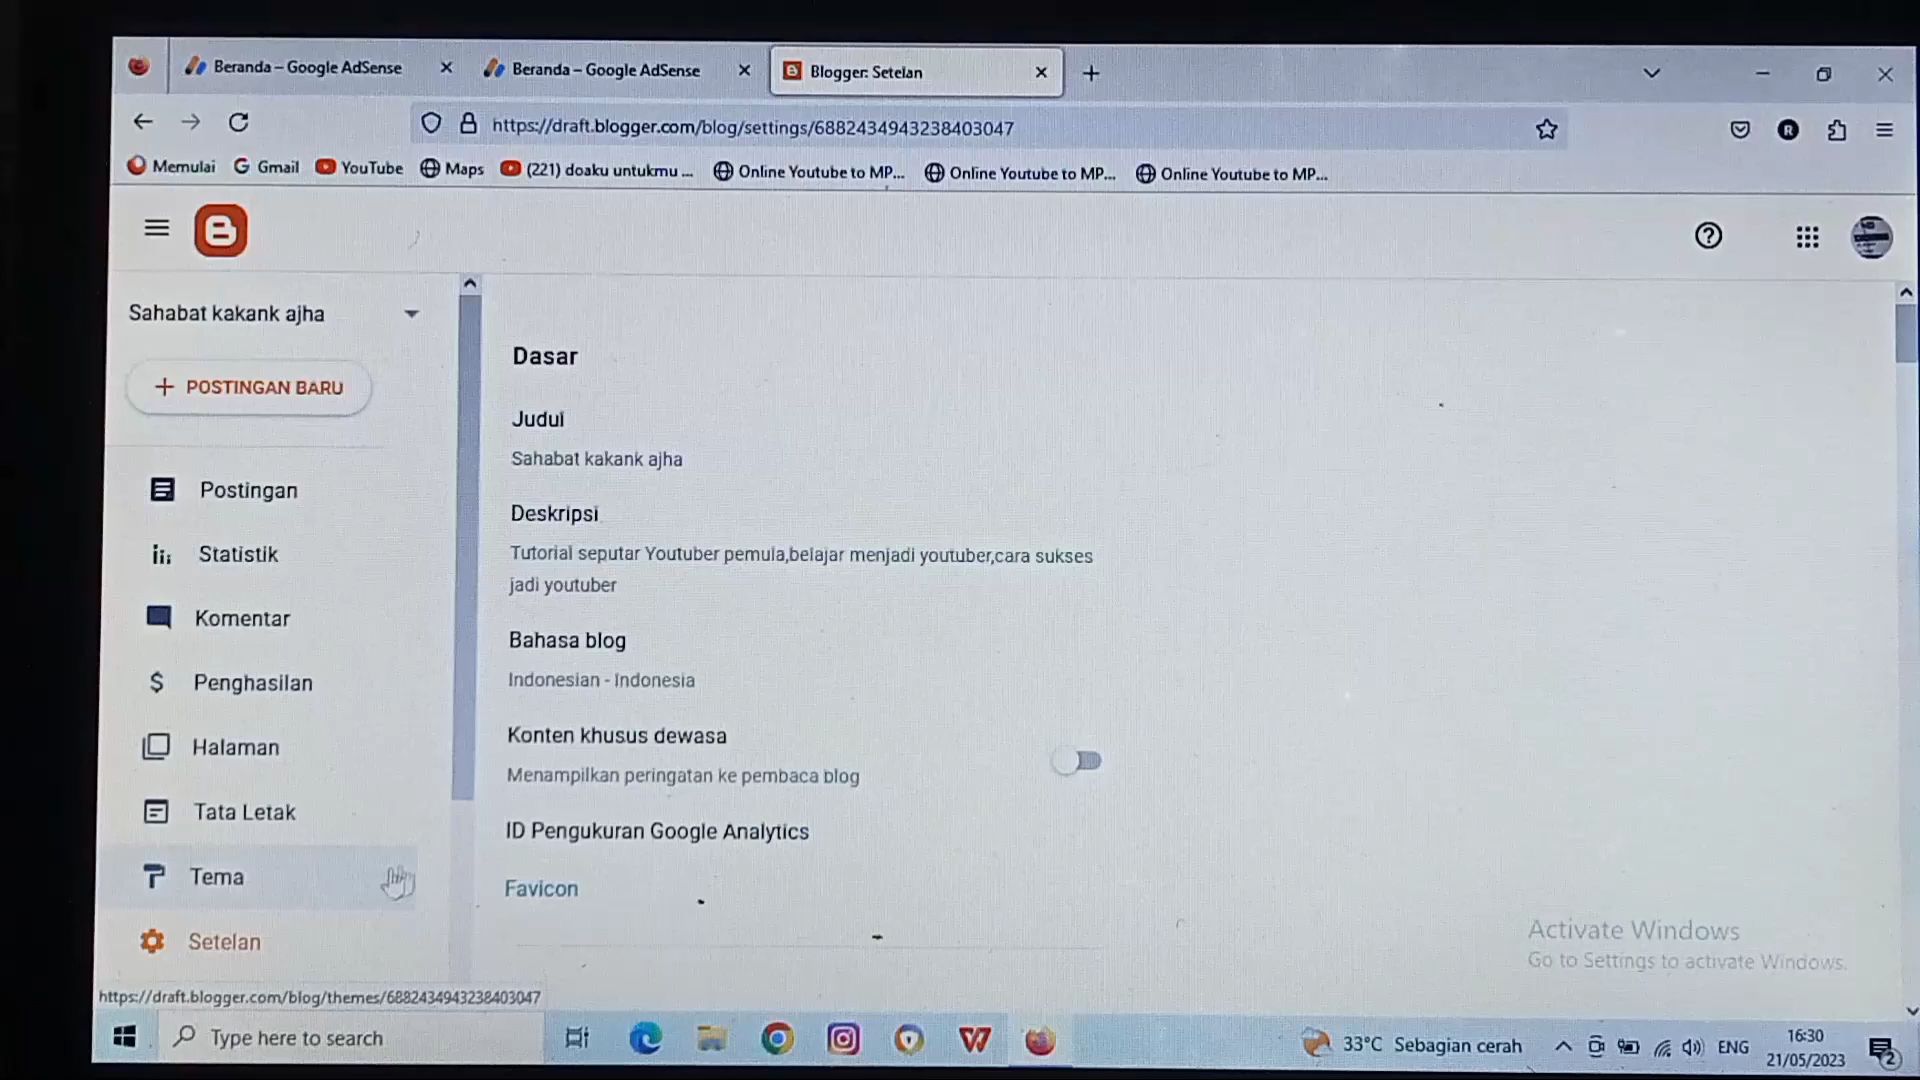 Beranda – Google AdSense
Beranda – Google AdSense
Blogger: Setelan
https://draft.blogger.com/blog/settings/6882434943238403047
R
Memulai
Gmail
YouTube
Maps
(221) doaku untukmu ...
Online Youtube to MP...
Online Youtube to MP...
Online Youtube to MP...
Sahabat kakank ajha
+ POSTINGAN BARU
Postingan
Statistik
Komentar
Penghasilan
Halaman
Tata Letak
Tema
Setelan
Dasar
Judul
Sahabat kakank ajha
Deskripsi
Tutorial seputar Youtuber pemula,belajar menjadi youtuber,cara sukses
jadi youtuber
Bahasa blog
Indonesian - Indonesia
Konten khusus dewasa
Menampilkan peringatan ke pembaca blog
ID Pengukuran Google Analytics
Favicon
Activate Windows
Go to Settings to activate Windows.
https://draft.blogger.com/blog/themes/6882434943238403047
Type here to search
33°C Sebagian cerah
ENG
16:30
21/05/2023
2